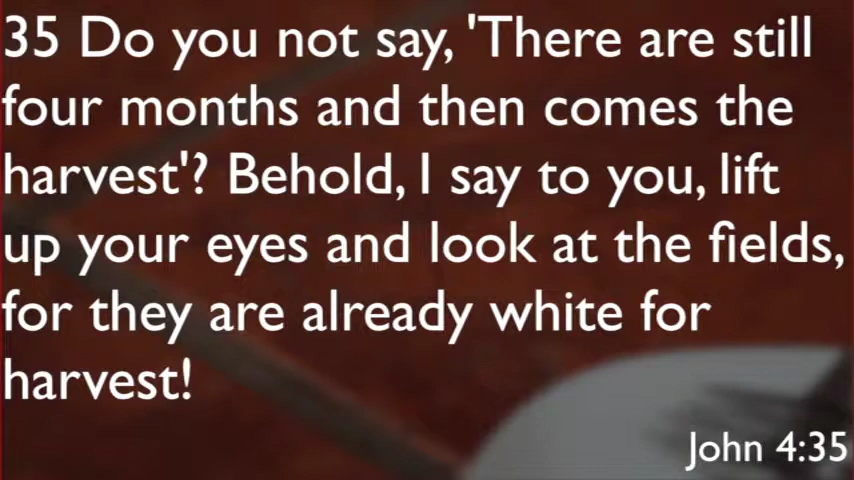 35 Do you not say, 'There are still
four months and then comes the
harvest'? Behold, I say to you, lift
up your eyes and look at the fields,
for they are already white for
harvest!
John 4:35